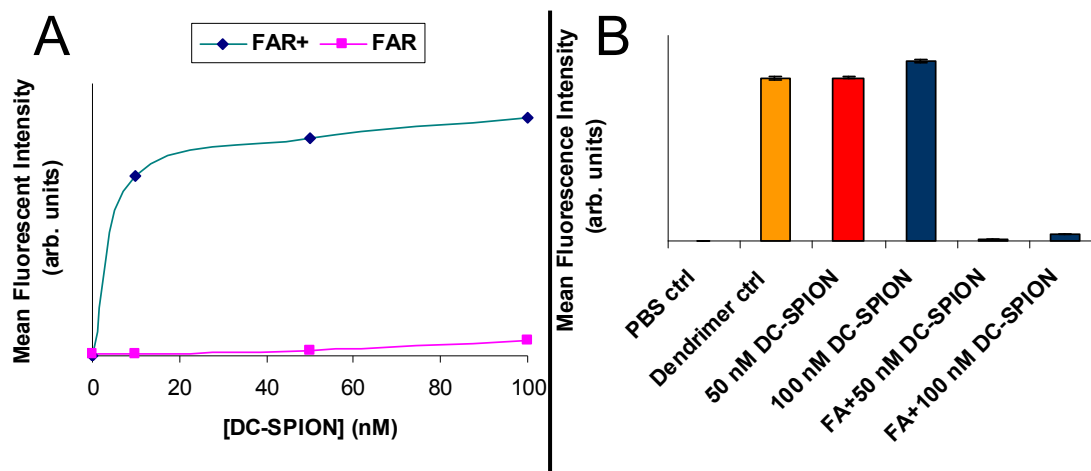 A
FAR+ FAR
Mean Fluorescent Intensity
(arb. units)
0 20 40 60 80 100
[DC-SPION] (nM)
B
Mean Fluorescence Intensity
(arb. units)
PBS ctrl
Dendrimer ctrl
50 nM DC-SPION
100 nM DC-SPION
FA+50 nM DC-SPION
FA+100 nM DC-SPION